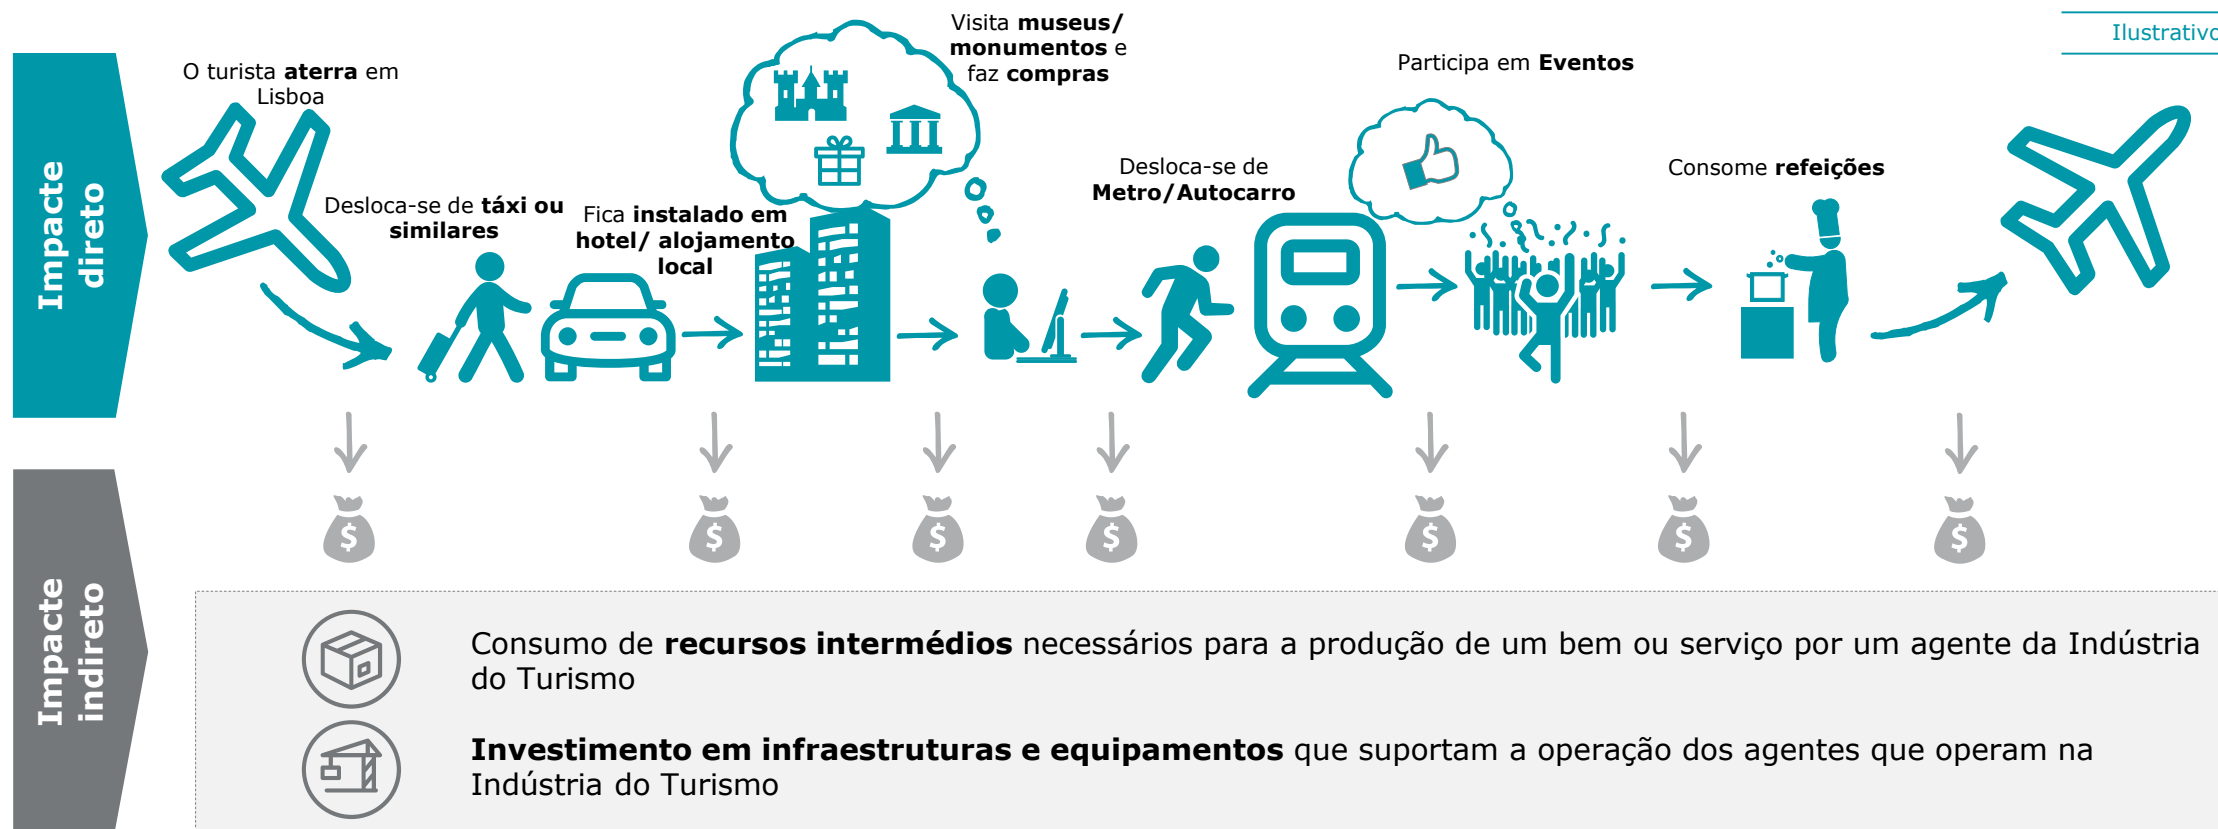 Ilustrativo
Impacte
direto
O turista aterra em
Lisboa
Desloca-se de táxi ou
similares
Fica instalado em
hotel/ alojamento
local
Visita museus/
monumentos e
faz compras
Desloca-se de
Metro/Autocarro
Participa em Eventos
Consome refeições
$
$
$
$
$
$
$
Impacte
indireto
Consumo de recursos intermédios necessários para a produção de um bem ou serviço por um agente da Indústria
do Turismo
Investimento em infraestruturas e equipamentos que suportam a operação dos agentes que operam na
Indústria do Turismo